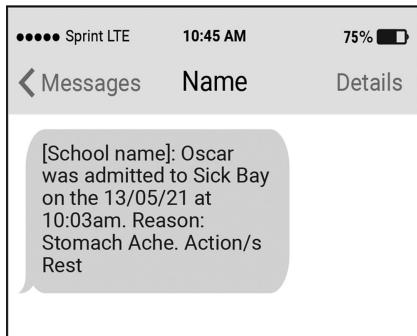 Sprint LTE 10:45 AM 75%
Messages Name Details
[School name]: Oscar
was admitted to Sick Bay
on the 13/05/21 at
10:03am. Reason:
Stomach Ache. Action/s
Rest